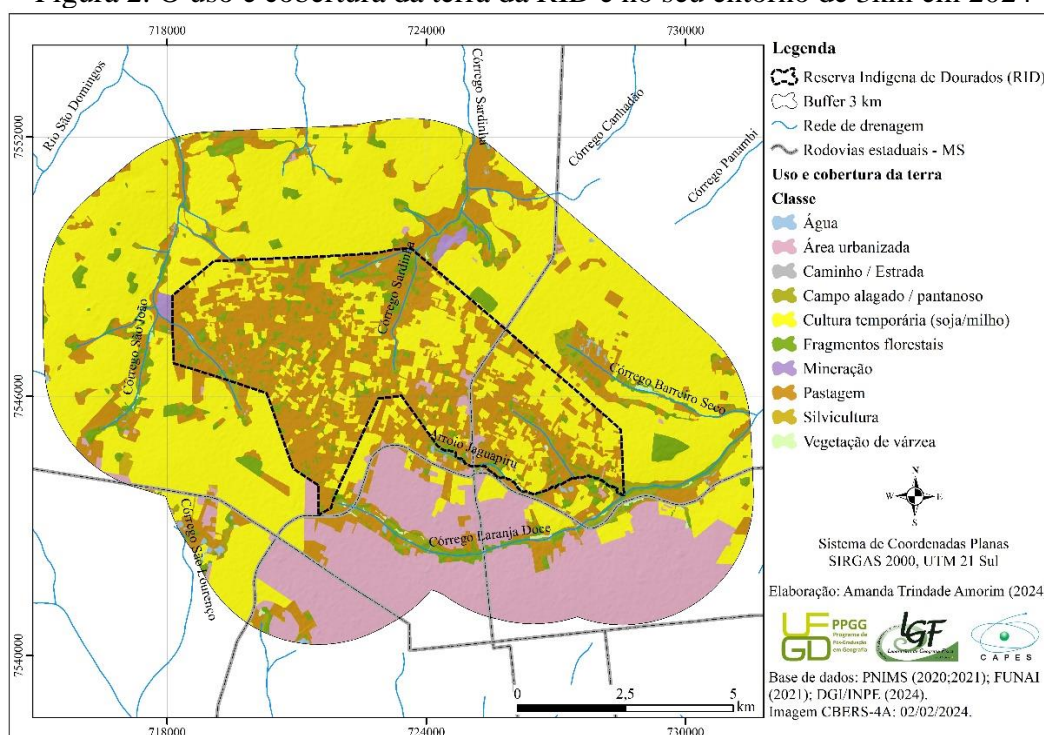 Figura 2: O uso e cobertura da terra da RID e no seu entorno de 3km em 2024
718000
724000
730000
7552000
7546000
7540000
718000
724000
730000
Rio São Domingos
Córrego Sardinha
Córrego Canhadão
Córrego Panambi
Córrego São João
Córrego Sardinha
Córrego Barreiro Seco
Arroio Jaguapiru
Córrego Laranja Doce
Córrego São Lourenço
0 2,5 5
km
Legenda
Reserva Indígena de Dourados (RID)
Buffer 3 km
Rede de drenagem
Rodovias estaduais - MS
Uso e cobertura da terra
Classe
Água
Área urbanizada
Caminho / Estrada
Campo alagado / pantanoso
Cultura temporária (soja/milho)
Fragmentos florestais
Mineração
Pastagem
Silvicultura
Vegetação de várzea
N
W E
S
Sistema de Coordenadas Planas
SIRGAS 2000, UTM 21 Sul
Elaboração: Amanda Trindade Amorim (2024
UFGD
PPGG
Programa de
Pós-Graduação
em Geografia
LGF
CAPES
Base de dados: PNIMS (2020;2021); FUNAI
(2021); DGI/INPE (2024).
Imagem CBERS-4A: 02/02/2024.